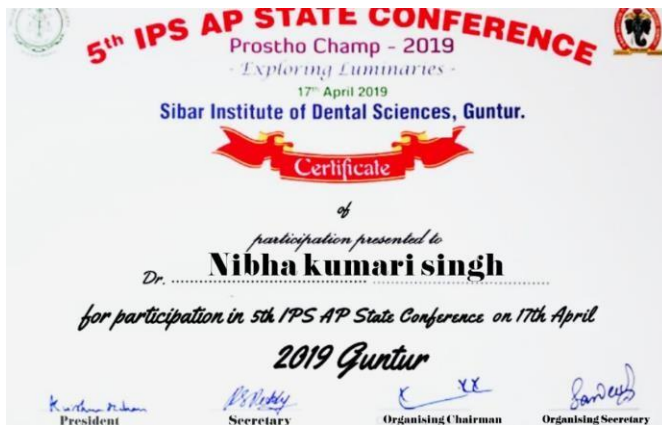 5th IPS AP STATE CONFERENCE
Prostho Champ - 2019
- Exploring Luminaries -
17th April 2019
Sibar Institute of Dental Sciences, Guntur.
Certificate
of
participation presented to
Dr. Nibha kumari singh
for participation in 5th IPS AP State Conference on 17th April
2019 Guntur
President Secretary Organising Chairman Organising Secretary